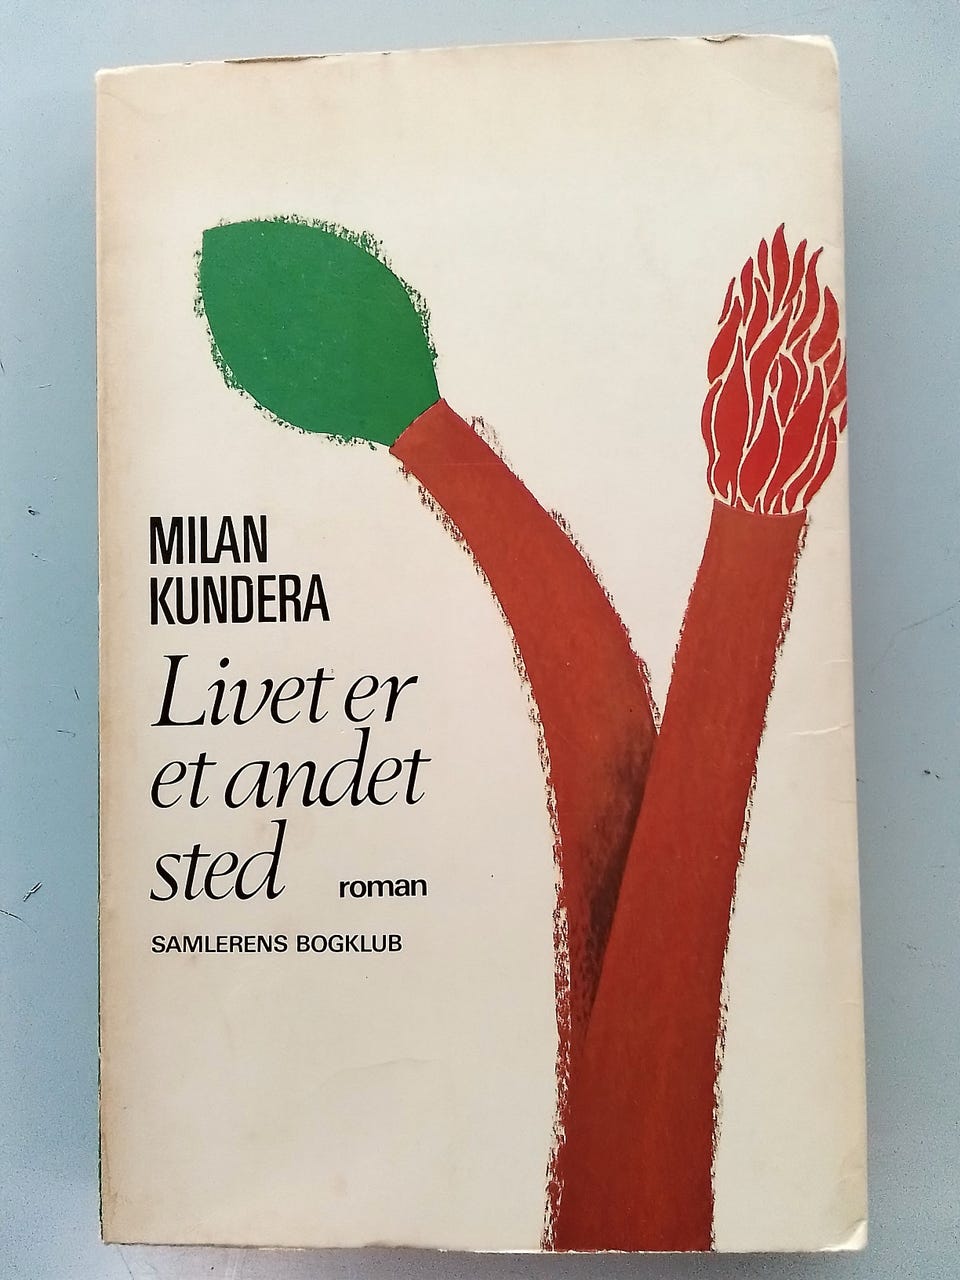 MILAN
KUNDERA
Livet er
et andet
sted roman
SAMLERENS BOGKLUB